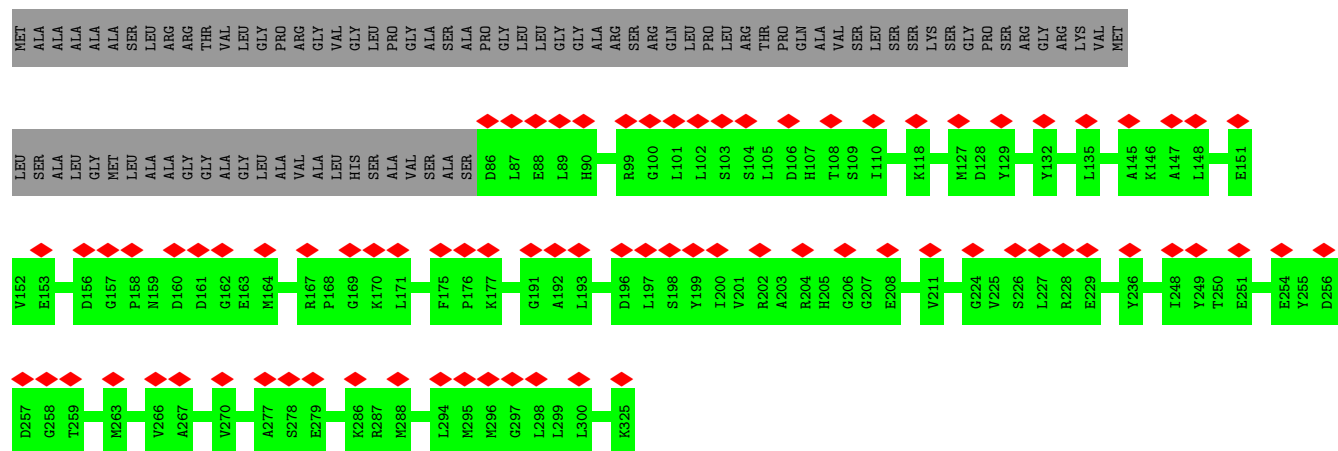 MET ALA ALA ALA ALA ALA SER LEU ARG ARG THR VAL LEU GLY PRO ARG GLY VAL GLY LEU PRO GLY ALA SER ALA PRO GLY LEU LEU GLY GLY ALA ARG SER ARG GLN LEU PRO LEU ARG THR PRO GLN ALA VAL SER LEU SER SER LYS SER GLY PRO SER ARG GLY ARG LYS VAL MET
LEU SER ALA LEU GLY MET LEU ALA ALA GLY GLY ALA GLY LEU ALA VAL ALA LEU HIS SER ALA VAL SER ALA SER D86 L87 E88 L89 H90 R99 G100 L101 L102 S103 S104 L105 D106 H107 T108 S109 I110 K118 M127 D128 Y129 Y132 L135 A145 K146 A147 L148 E151
V152 E153 D156 G157 P158 N159 D160 D161 G162 E163 M164 R167 P168 G169 K170 L171 F175 P176 K177 G191 A192 L193 D196 L197 S198 Y199 I200 V201 R202 A203 R204 H205 G206 G207 E208 V211 G224 V225 S226 L227 R228 E229 Y236 I248 Y249 T250 E251 E254 Y255 D256
D257 G258 T259 M263 V266 A267 V270 A277 S278 E279 K286 R287 M288 L294 M295 M296 G297 L298 L299 L300 K325